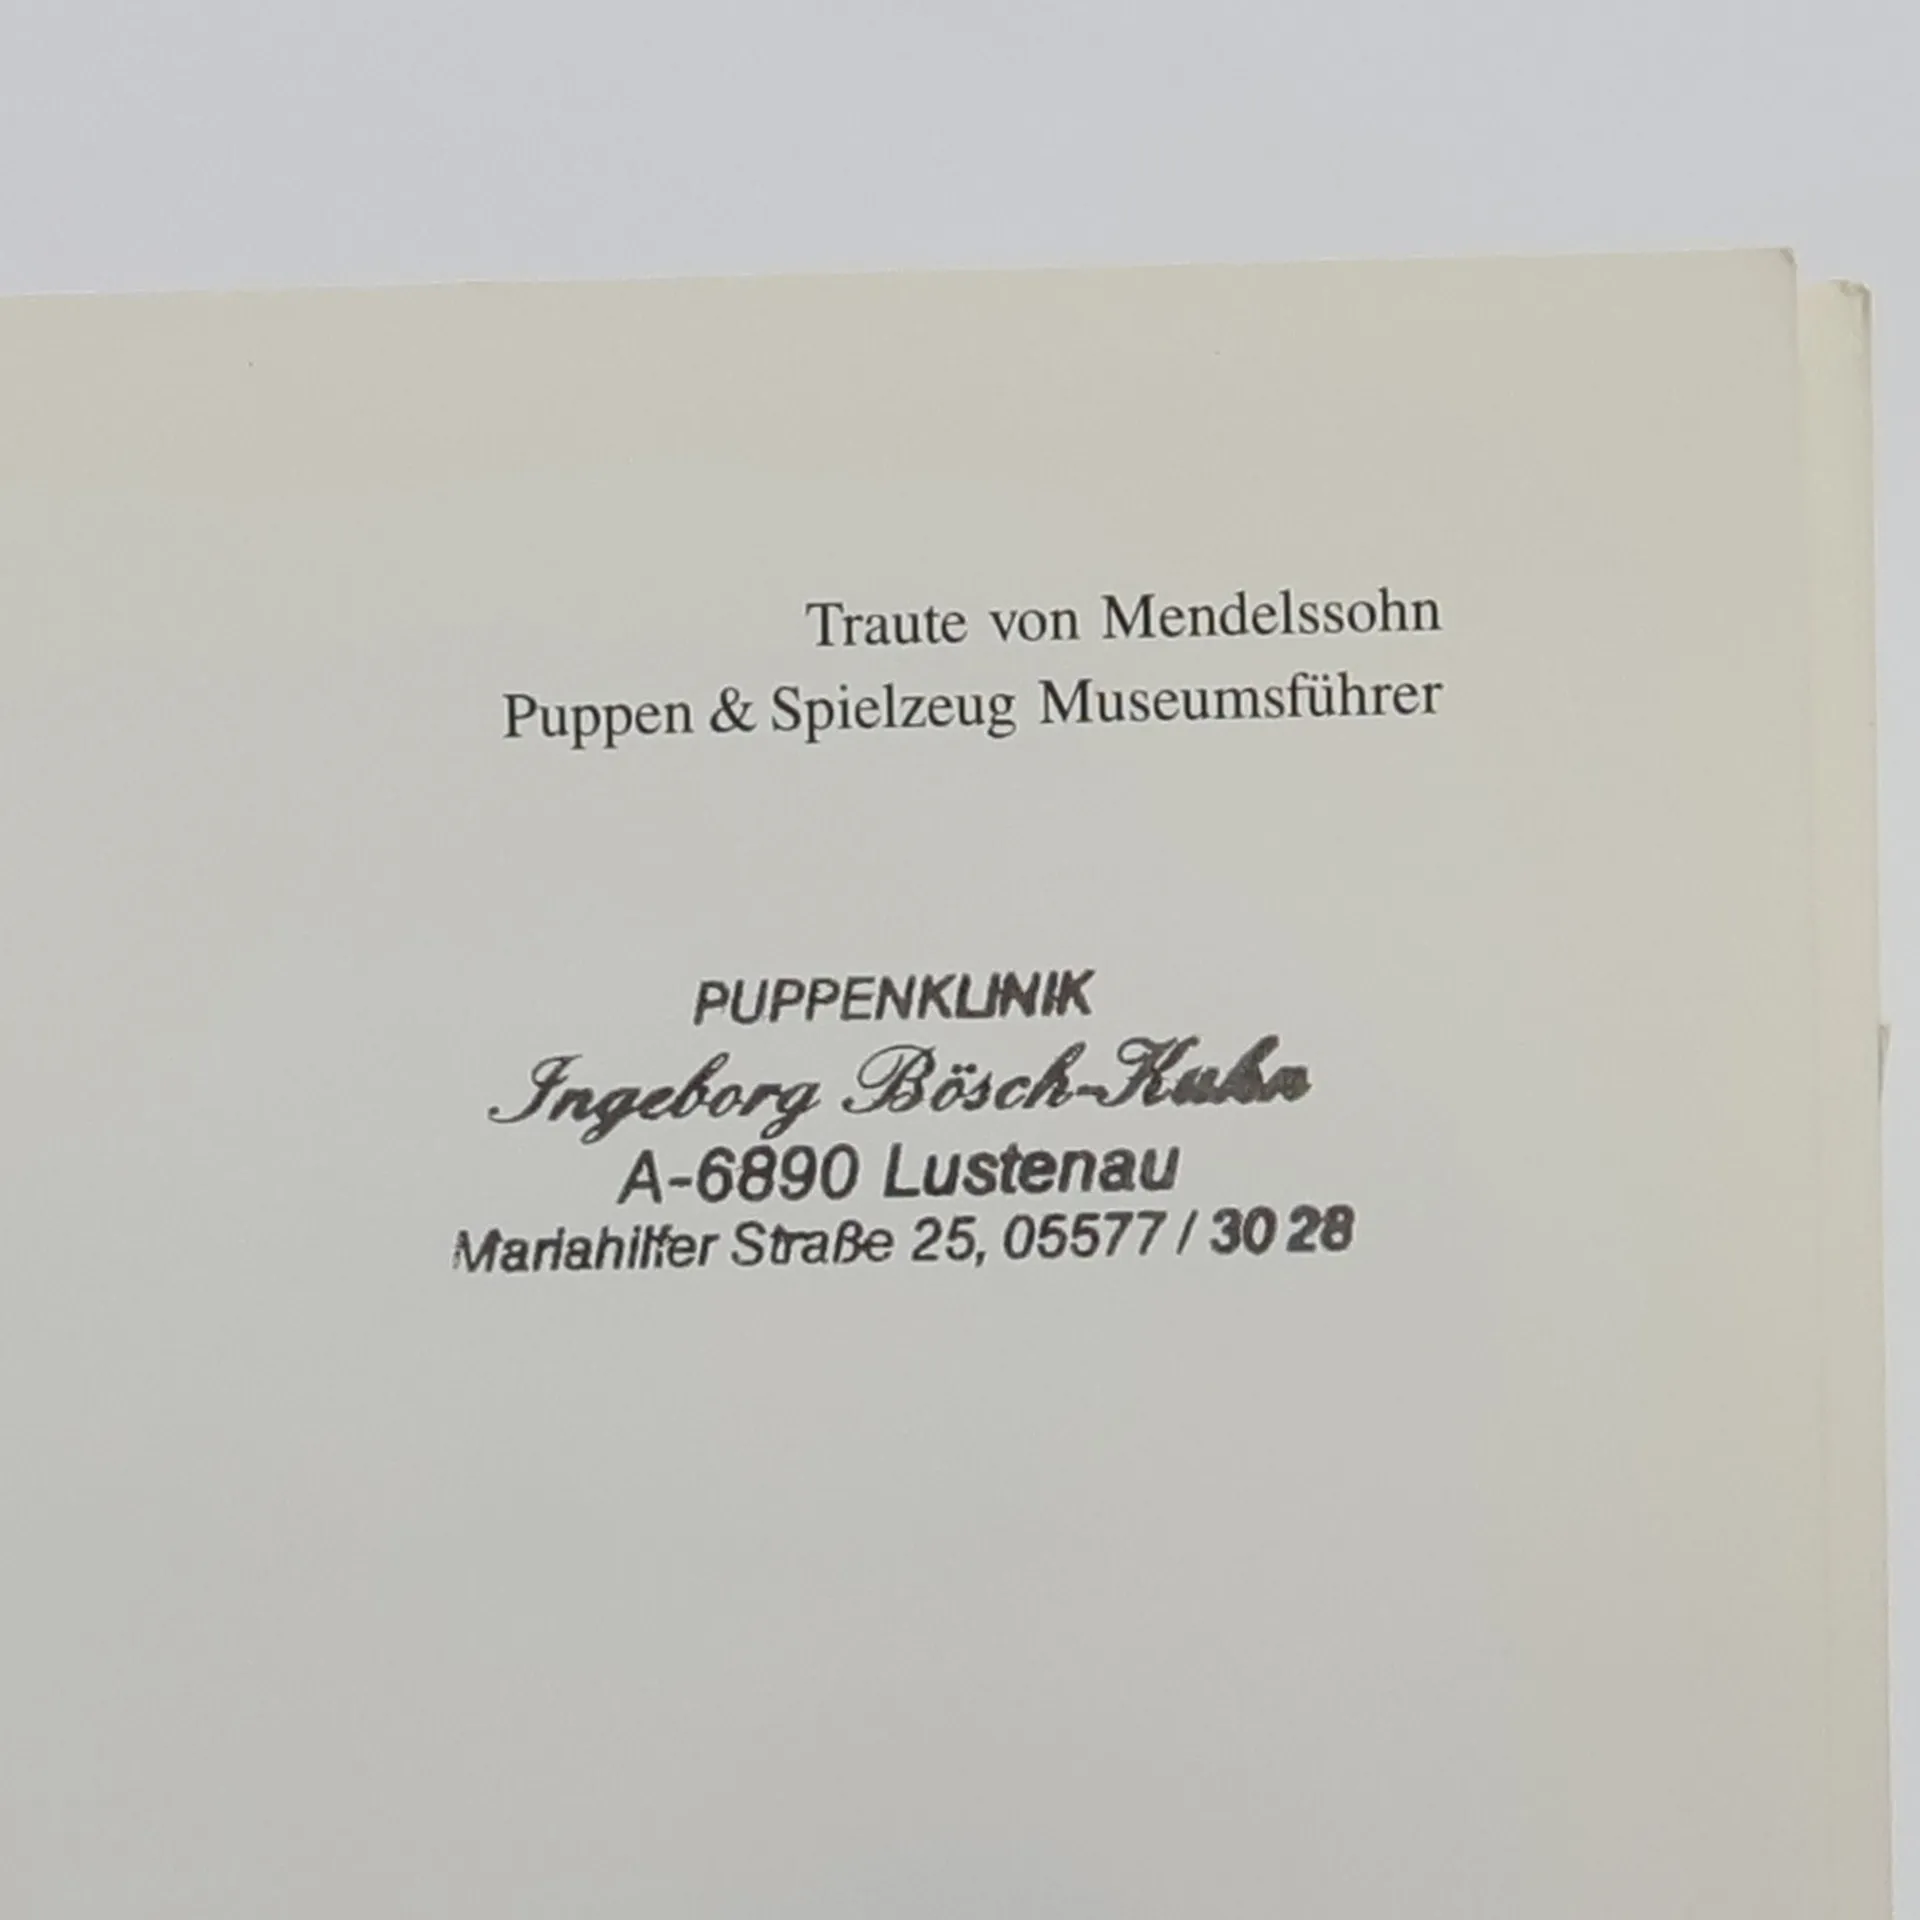 Traute von Mendelssohn
Puppen & Spielzeug Museumsführer
PUPPENKLINIK
Ingeborg Bösch-Kuhn
A-6890 Lustenau
Mariahilfer Straße 25, 05577 / 30 28